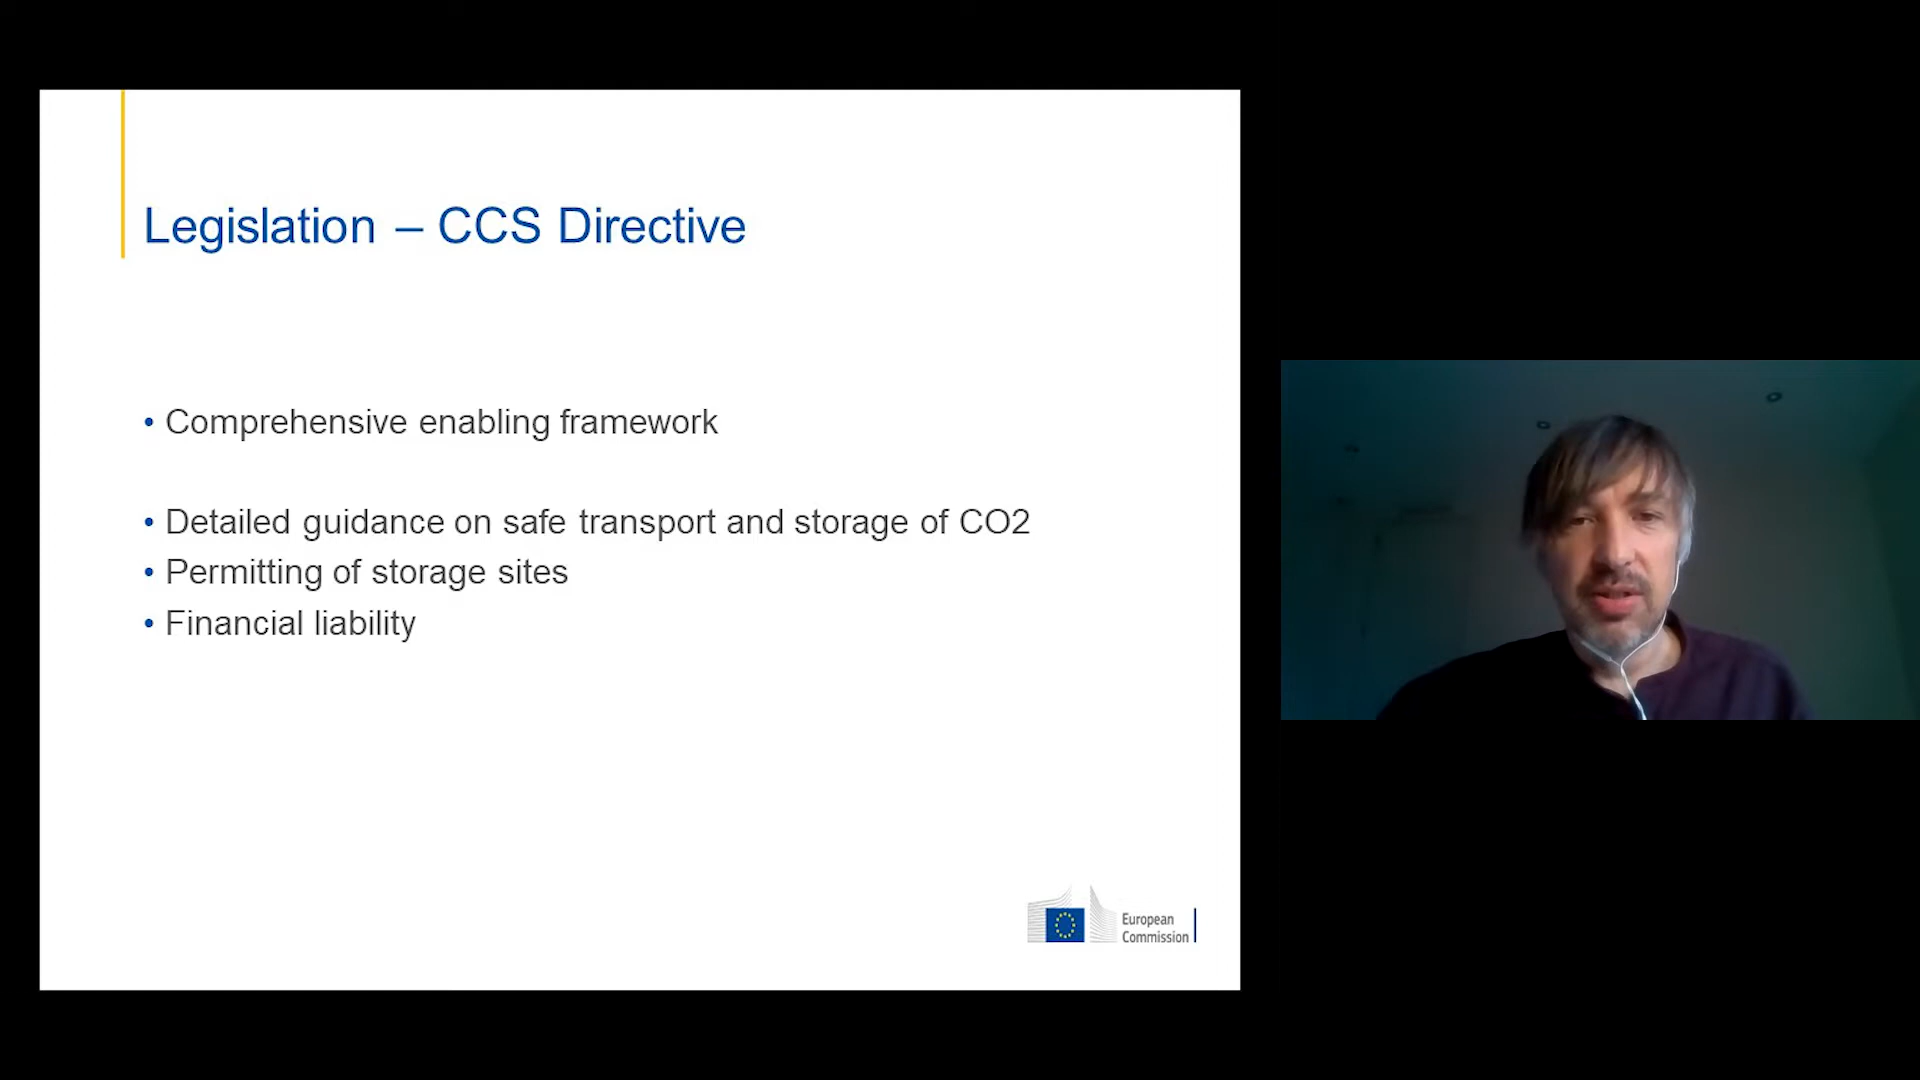 Legislation – CCS Directive
• Comprehensive enabling framework
• Detailed guidance on safe transport and storage of CO2
• Permitting of storage sites
• Financial liability
European
Commission